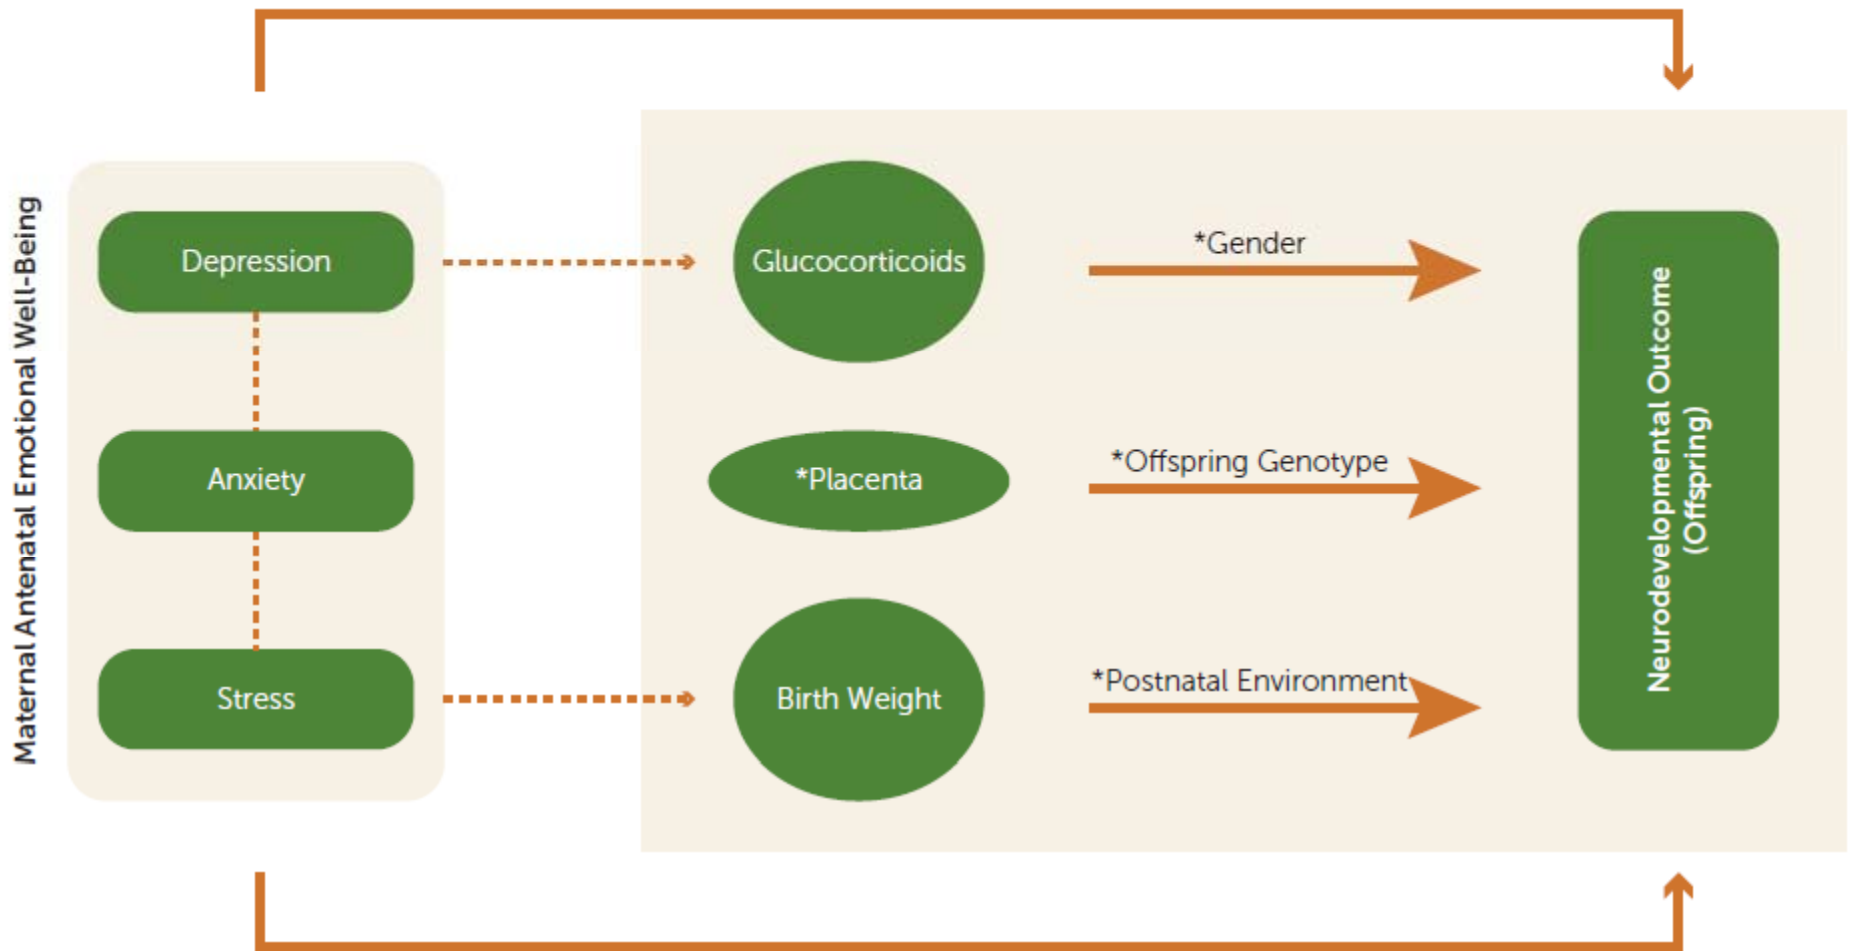 Maternal Antenatal Emotional Well-Being
Depression
Anxiety
Stress
Glucocorticoids
*Placenta
Birth Weight
*Gender
*Offspring Genotype
*Postnatal Environment
Neurodevelopmental Outcome
(Offspring)